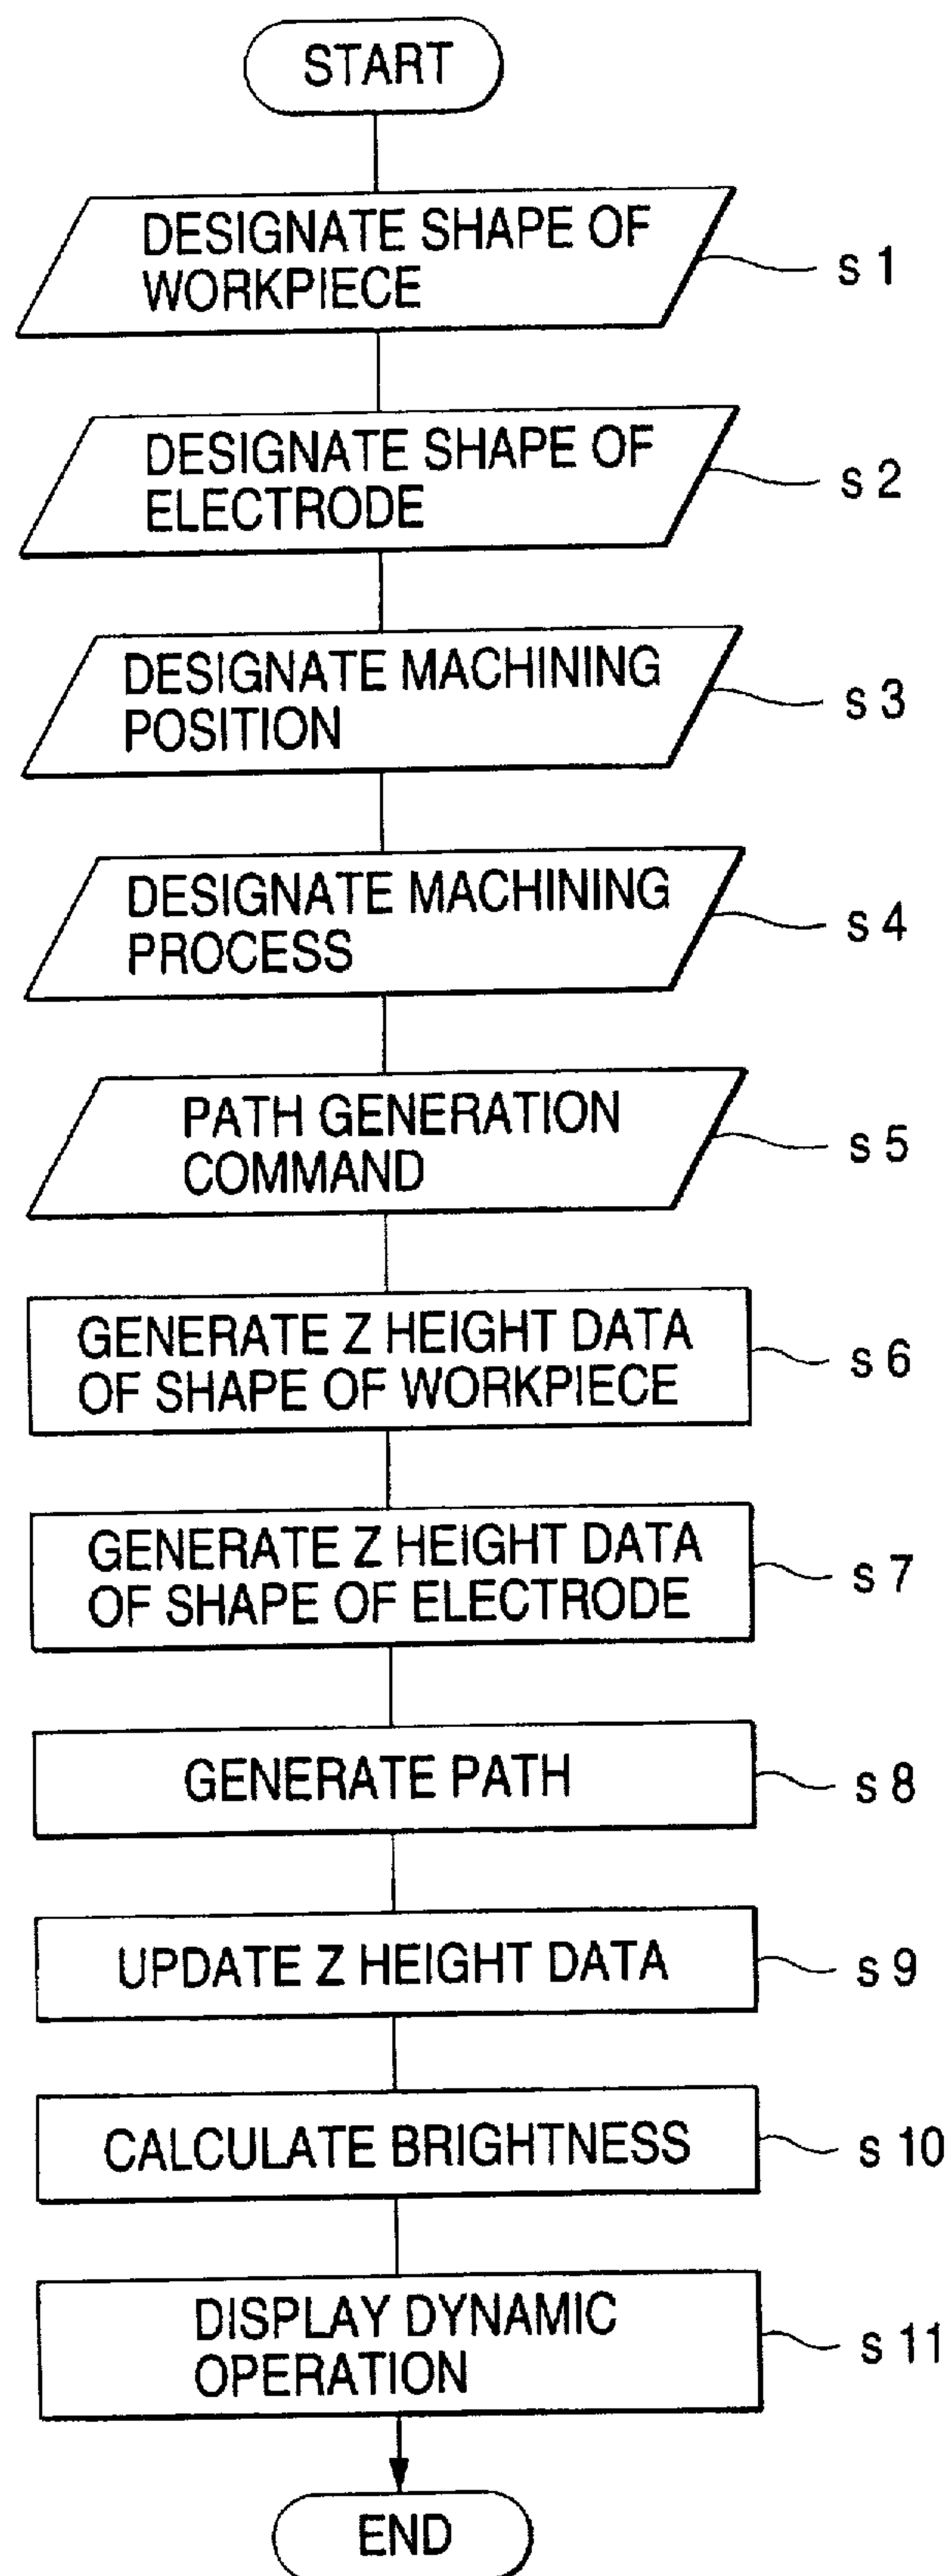 START
DESIGNATE SHAPE OF
WORKPIECE
s 1
DESIGNATE SHAPE OF
ELECTRODE
s 2
DESIGNATE MACHINING
POSITION
s 3
DESIGNATE MACHINING
PROCESS
s 4
PATH GENERATION
COMMAND
s 5
GENERATE Z HEIGHT DATA
OF SHAPE OF WORKPIECE
s 6
GENERATE Z HEIGHT DATA
OF SHAPE OF ELECTRODE
s 7
GENERATE PATH
s 8
UPDATE Z HEIGHT DATA
s 9
CALCULATE BRIGHTNESS
s 10
DISPLAY DYNAMIC
OPERATION
s 11
END